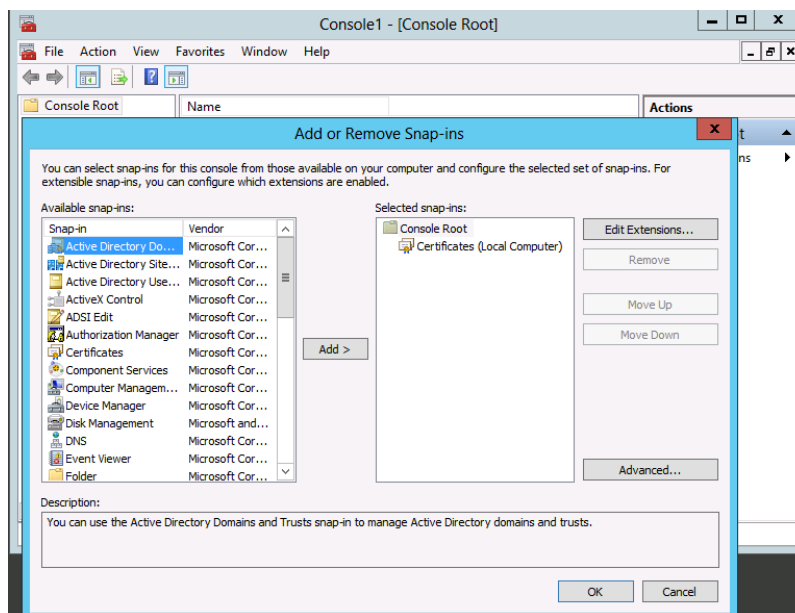 Console1 - [Console Root]
File Action View Favorites Window Help
Console Root
Name
Actions
Add or Remove Snap-ins
You can select snap-ins for this console from those available on your computer and configure the selected set of snap-ins. For
extensible snap-ins, you can configure which extensions are enabled.
Available snap-ins:
Snap-in Vendor
Active Directory Do... Microsoft Cor...
Active Directory Site... Microsoft Cor...
Active Directory Use... Microsoft Cor...
ActiveX Control Microsoft Cor...
ADSI Edit Microsoft Cor...
Authorization Manager Microsoft Cor...
Certificates Microsoft Cor...
Component Services Microsoft Cor...
Computer Managem... Microsoft Cor...
Device Manager Microsoft Cor...
Disk Management Microsoft and...
DNS Microsoft Cor...
Event Viewer Microsoft Cor...
Folder Microsoft Cor...
Add >
Selected snap-ins:
Console Root
Certificates (Local Computer)
Edit Extensions...
Remove
Move Up
Move Down
Advanced...
t
ns
Description:
You can use the Active Directory Domains and Trusts snap-in to manage Active Directory domains and trusts.
OK
Cancel